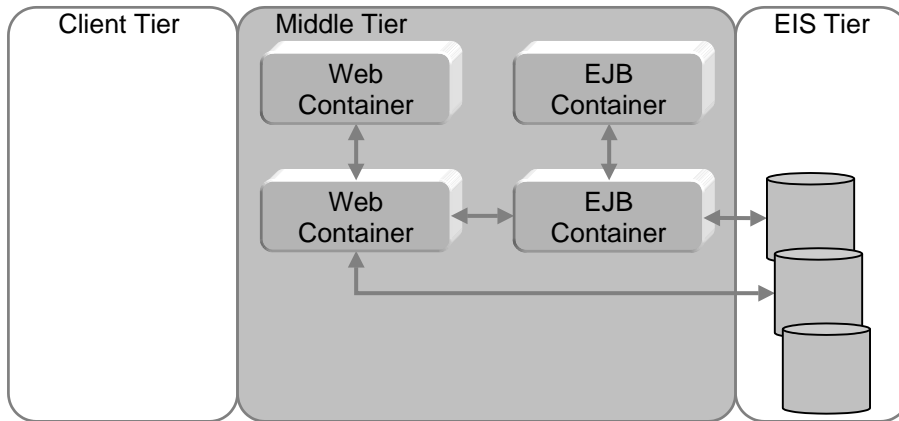 Client Tier
Middle Tier
EIS Tier
Web
Container
EJB
Container
Web
Container
EJB
Container